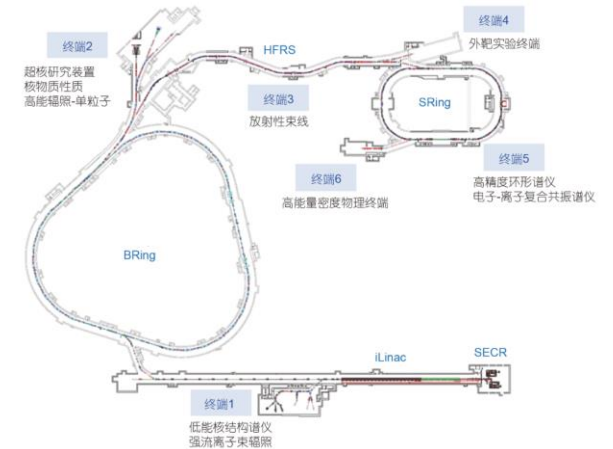 终端4
外靶实验终端
终端2
超核研究装置
核物质性质
高能辐照-单粒子
HFRS
终端3
放射性束线
SRing
终端5
高精度环形谱仪
电子-离子复合共振谱仪
终端6
高能量密度物理终端
BRing
iLinac
SECR
终端1
低能核结构谱仪
强流离子束辐照